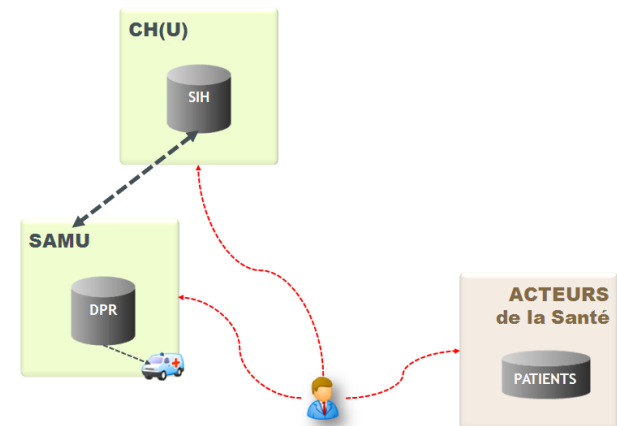 CH(U)
SIH
SAMU
DPR
ACTEURS
de la Santé
PATIENTS